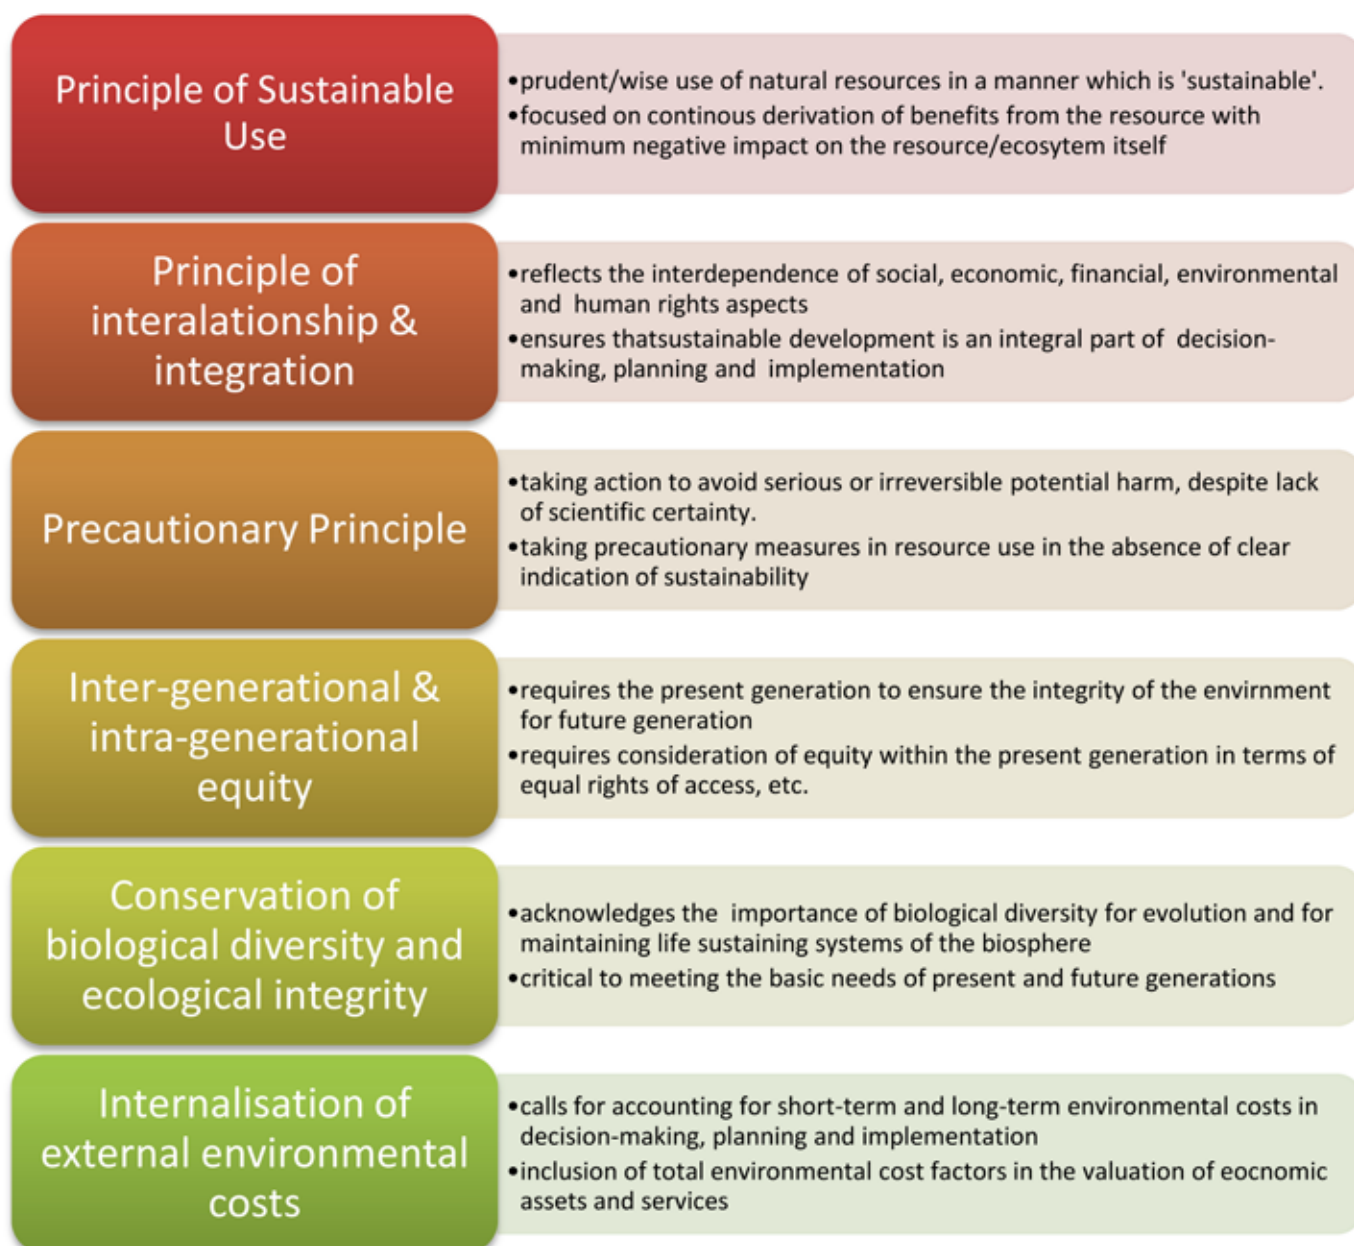 Principle of Sustainable
Use
•prudent/wise use of natural resources in a manner which is 'sustainable'.
•focused on continous derivation of benefits from the resource with
minimum negative impact on the resource/ecosytem itself
Principle of
interalationship &
integration
•reflects the interdependence of social, economic, financial, environmental
and human rights aspects
•ensures thatsustainable development is an integral part of decision-
making, planning and implementation
Precautionary Principle
•taking action to avoid serious or irreversible potential harm, despite lack
of scientific certainty.
•taking precautionary measures in resource use in the absence of clear
indication of sustainability
Inter-generational &
intra-generational
equity
•requires the present generation to ensure the integrity of the envirnment
for future generation
•requires consideration of equity within the present generation in terms of
equal rights of access, etc.
Conservation of
biological diversity and
ecological integrity
•acknowledges the importance of biological diversity for evolution and for
maintaining life sustaining systems of the biosphere
•critical to meeting the basic needs of present and future generations
Internalisation of
external environmental
costs
•calls for accounting for short-term and long-term environmental costs in
decision-making, planning and implementation
•inclusion of total environmental cost factors in the valuation of eocnomic
assets and services